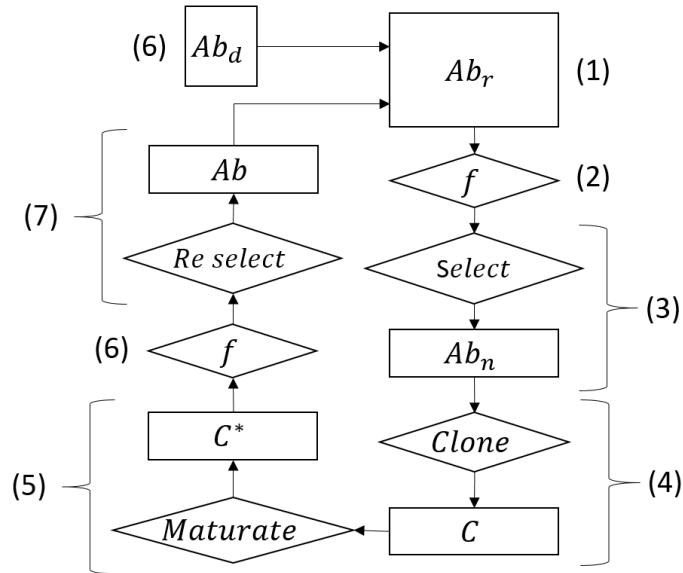 (6) Ab_d
Ab_r (1)
Ab
f (2)
(7)
Re select
Select
(3)
(6) f
Ab_n
C*
Clone
(5)
(4)
Maturate
C